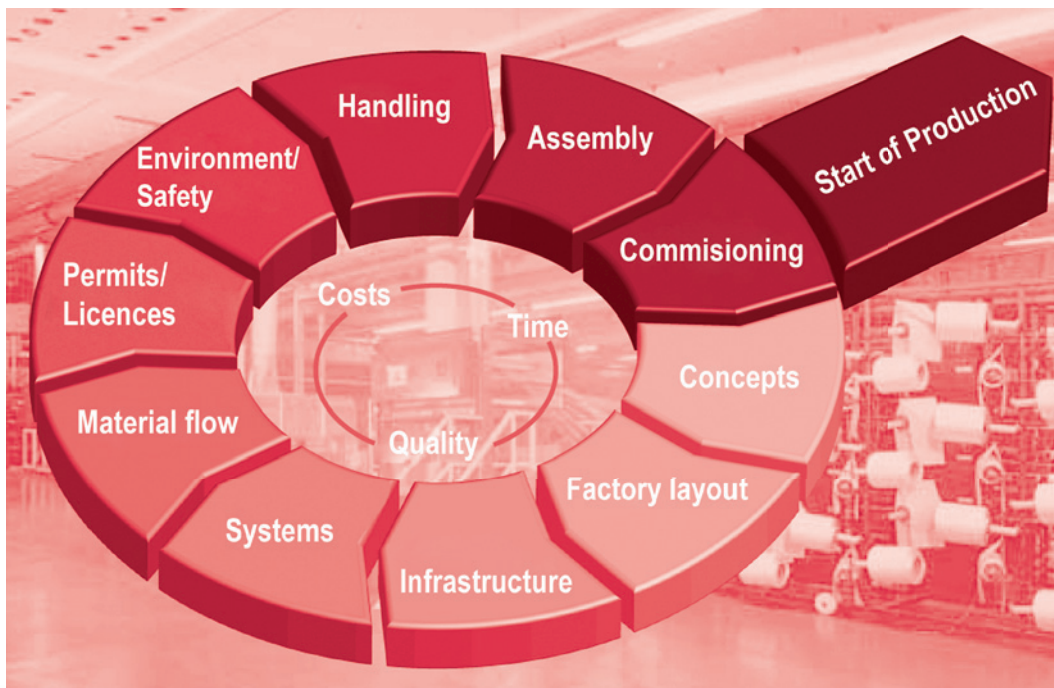 Handling
Assembly
Start of Production
Environment/
Safety
Commisioning
Permits/
Licences
Costs
Time
Concepts
Material flow
Quality
Factory layout
Systems
Infrastructure